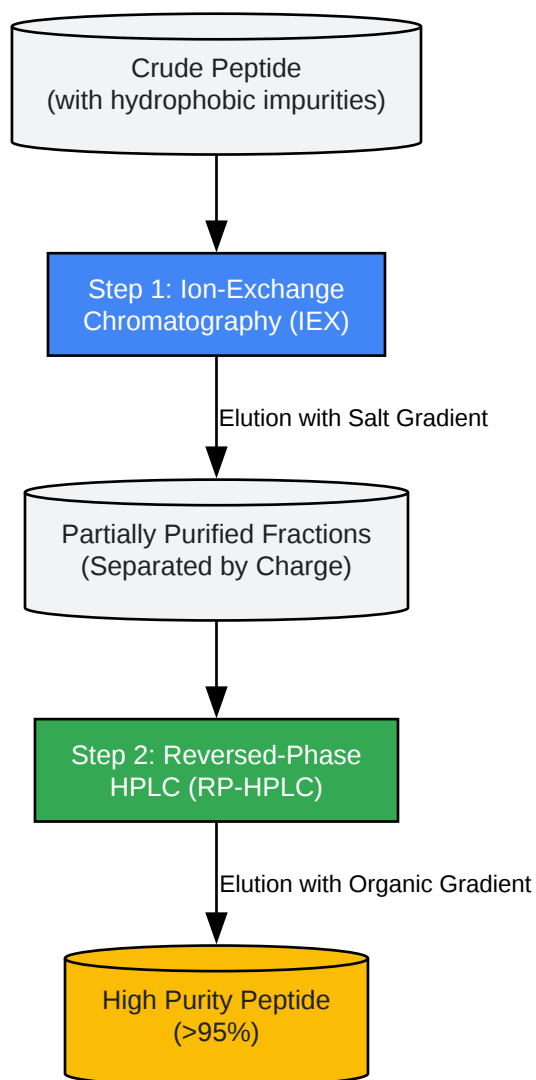 Crude Peptide
(with hydrophobic impurities)
Step 1: Ion-Exchange
Chromatography (IEX)
Elution with Salt Gradient
Partially Purified Fractions
(Separated by Charge)
Step 2: Reversed-Phase
HPLC (RP-HPLC)
Elution with Organic Gradient
High Purity Peptide
(>95%)